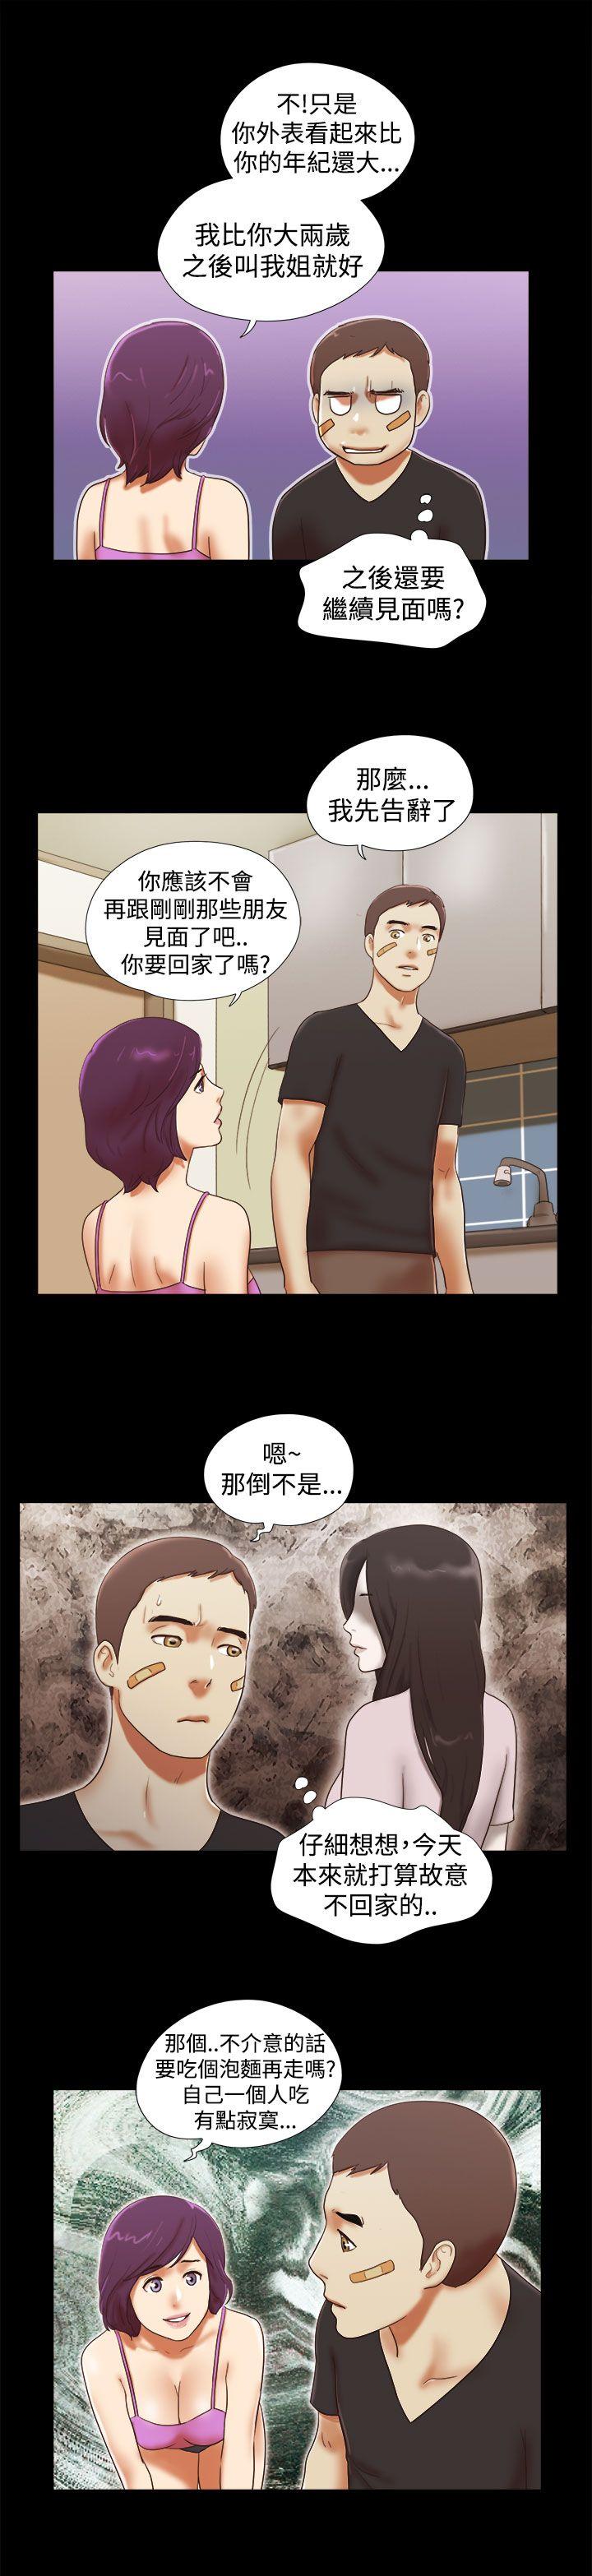 不!只是
你外表看起來比
你的年紀還大...
我比你大兩歲
之後叫我姐就好
之後還要
繼續見面嗎?
那麼...
我先告辭了
你應該不會
再跟剛剛那些朋友
見面了吧..
你要回家了嗎?
嗯~
那倒不是...
仔細想想，今天
本來就打算故意
不回家的..
那個..不介意的話
要吃個泡麵再走嗎?
自己一個人吃
有點寂寞...